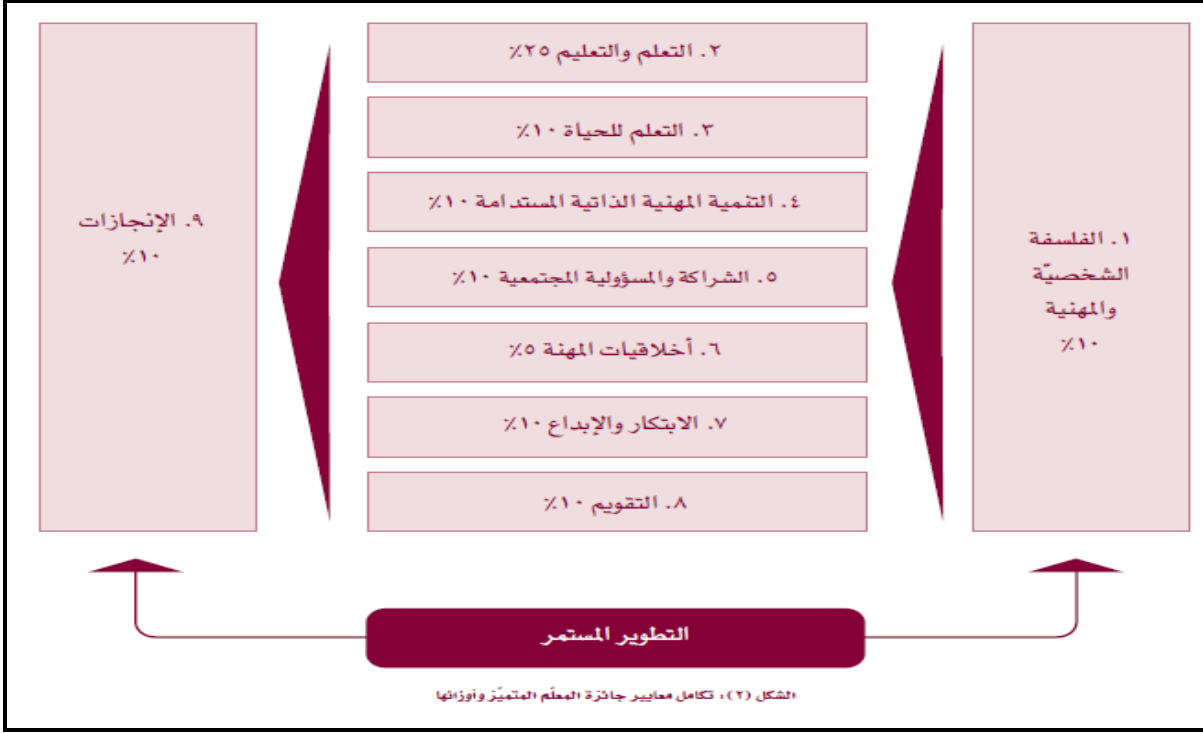 ١. الفلسفة
الشخصيّة
والمهنية
١٠٪
٢. التعلم والتعليم ٢٥٪
٣. التعلم للحياة ١٠٪
٤. التنمية المهنية الذاتية المستدامة ١٠٪
٥. الشراكة والمسؤولية المجتمعية ١٠٪
٦. أخلاقيات المهنة ٥٪
٧. الابتكار والإبداع ١٠٪
٨. التقويم ١٠٪
٩. الإنجازات
١٠٪
التطوير المستمر
الشكل (٢): تكامل معايير جائزة المعلّم المتميّز وأوزانها